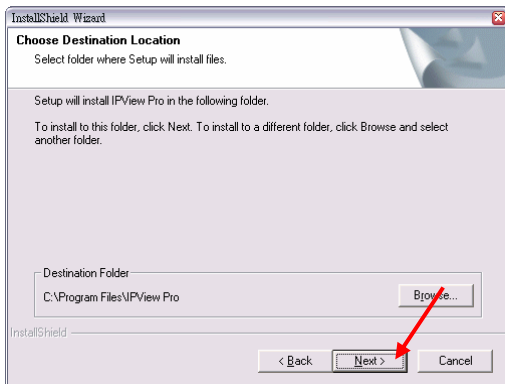 InstallShield Wizard
Choose Destination Location
Select folder where Setup will install files.
Setup will install IPView Pro in the following folder.
To install to this folder, click Next. To install to a different folder, click Browse and select
another folder.
Destination Folder
C:\Program Files\IPView Pro
Browse...
InstallShield
< Back
Next >
Cancel